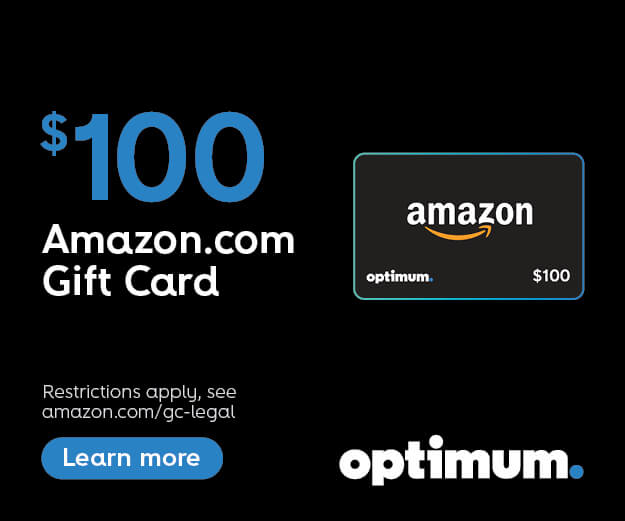 $100
Amazon.com
Gift Card
amazon
optimum.
$100
Restrictions apply, see
amazon.com/gc-legal
Learn more
optimum.